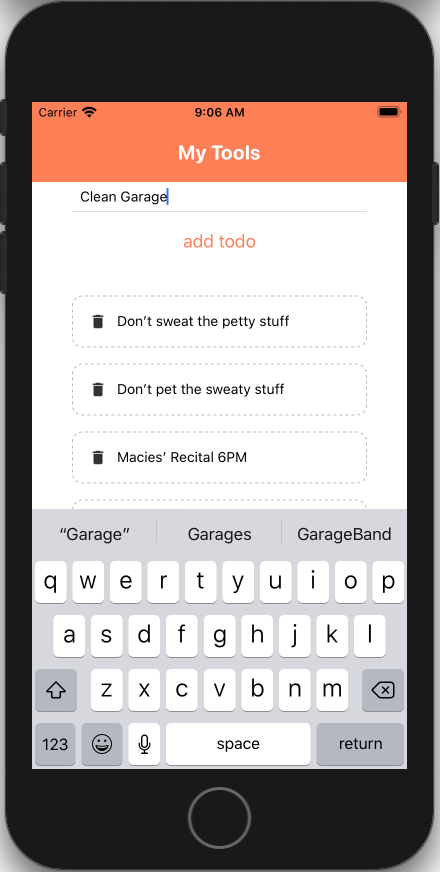 Carrier 9:06 AM
My Tools
Clean Garage
add todo
Don’t sweat the petty stuff
Don’t pet the sweaty stuff
Macies’ Recital 6PM
“Garage” Garages GarageBand
q w e r t y u i o p
a s d f g h j k l
z x c v b n m
123 space return